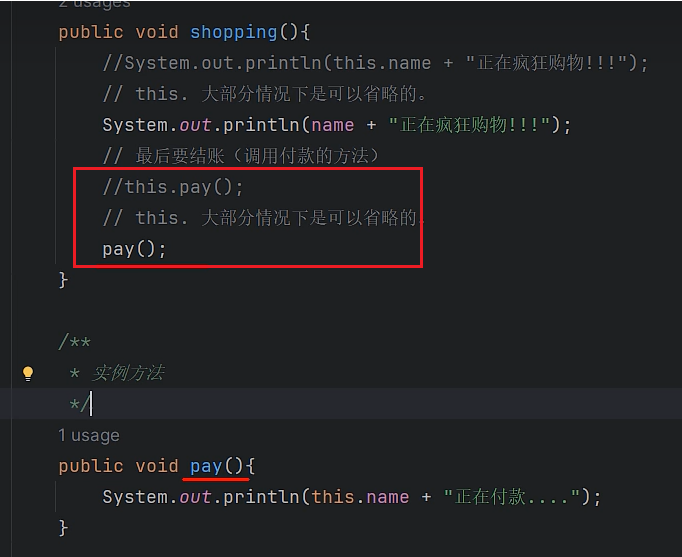 2 usages
public void shopping(){
//System.out.println(this.name + "正在疯狂购物!!!");
// this. 大部分情况下是可以省略的。
System.out.println(name + "正在疯狂购物!!!");
// 最后要结账（调用付款的方法）
//this.pay();
// this. 大部分情况下是可以省略的。
pay();
}
/**
* 实例方法
*/
1 usage
public void pay(){
System.out.println(this.name + "正在付款....");
}